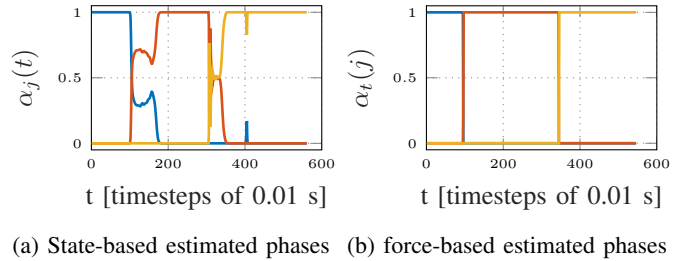 1
0.5
0
α_j(t)
0 200 400 600
t [timesteps of 0.01 s]
(a) State-based estimated phases
1
0.5
0
α_t(j)
0 200 400 600
t [timesteps of 0.01 s]
(b) force-based estimated phases